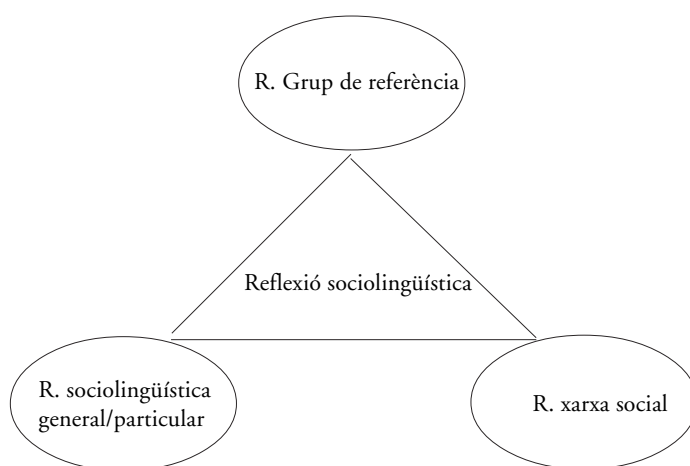 R. Grup de referència
Reflexió sociolingüística
R. sociolingüística
general/particular
R. xarxa social